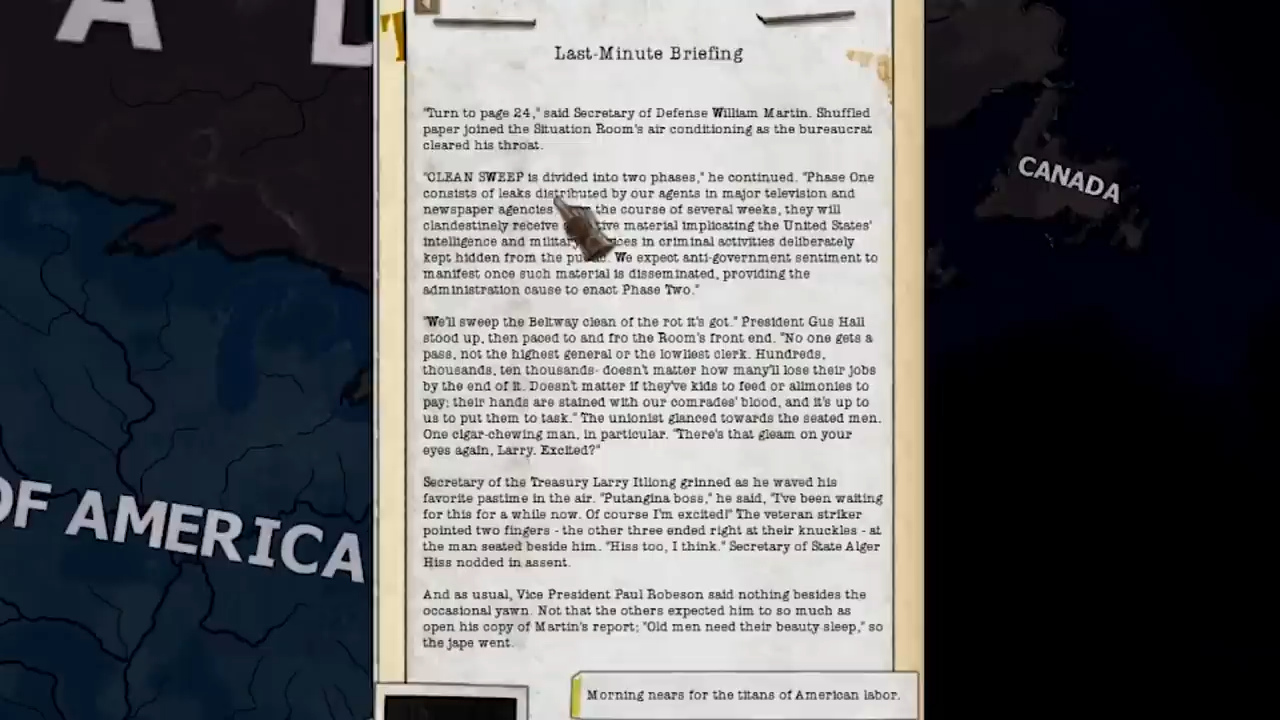 A L
T
Last-Minute Briefing
"Turn to page 24," said Secretary of Defense William Martin. Shuffled
paper joined the Situation Room's air conditioning as the bureaucrat
cleared his throat.
"CLEAN SWEEP is divided into two phases," he continued. "Phase One
consists of leaks distributed by our agents in major television and
newspaper agencies the course of several weeks, they will
clandestinely receive material implicating the United States'
intelligence and military in criminal activities deliberately
kept hidden from the We expect anti-government sentiment to
manifest once such material is disseminated, providing the
administration cause to enact Phase Two."
"We'll sweep the Beltway clean of the rot it's got." President Gus Hall
stood up, then paced to and fro the Room's front end. "No one gets a
pass, not the highest general or the lowliest clerk. Hundreds,
thousands, ten thousands- doesn't matter how many'll lose their jobs
by the end of it. Doesn't matter if they've kids to feed or alimonies to
pay; their hands are stained with our comrades' blood, and it's up to
us to put them to task." The unionist glanced towards the seated men.
One cigar-chewing man, in particular. "There's that gleam on your
eyes again, Larry. Excited?"
Secretary of the Treasury Larry Itliong grinned as he waved his
favorite pastime in the air. "Putangina boss," he said, "I've been waiting
for this for a while now. Of course I'm excited!" The veteran striker
pointed two fingers - the other three ended right at their knuckles - at
the man seated beside him. "Hiss too, I think." Secretary of State Alger
Hiss nodded in assent.
And as usual, Vice President Paul Robeson said nothing besides the
occasional yawn. Not that the others expected him to so much as
open his copy of Martin's report; "Old men need their beauty sleep," so
the jape went.
Morning nears for the titans of American labor.
CANADA
OF AMERICA